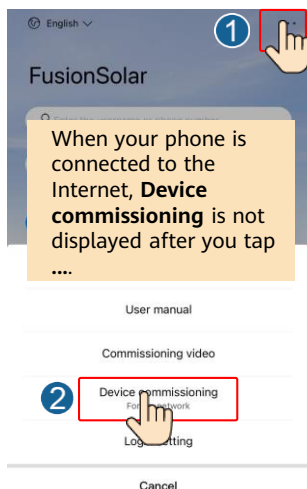 English
1
FusionSolar
When your phone is
connected to the
Internet, Device
commissioning is not
displayed after you tap
....
User manual
Commissioning video
Device commissioning
2
network
Cancel